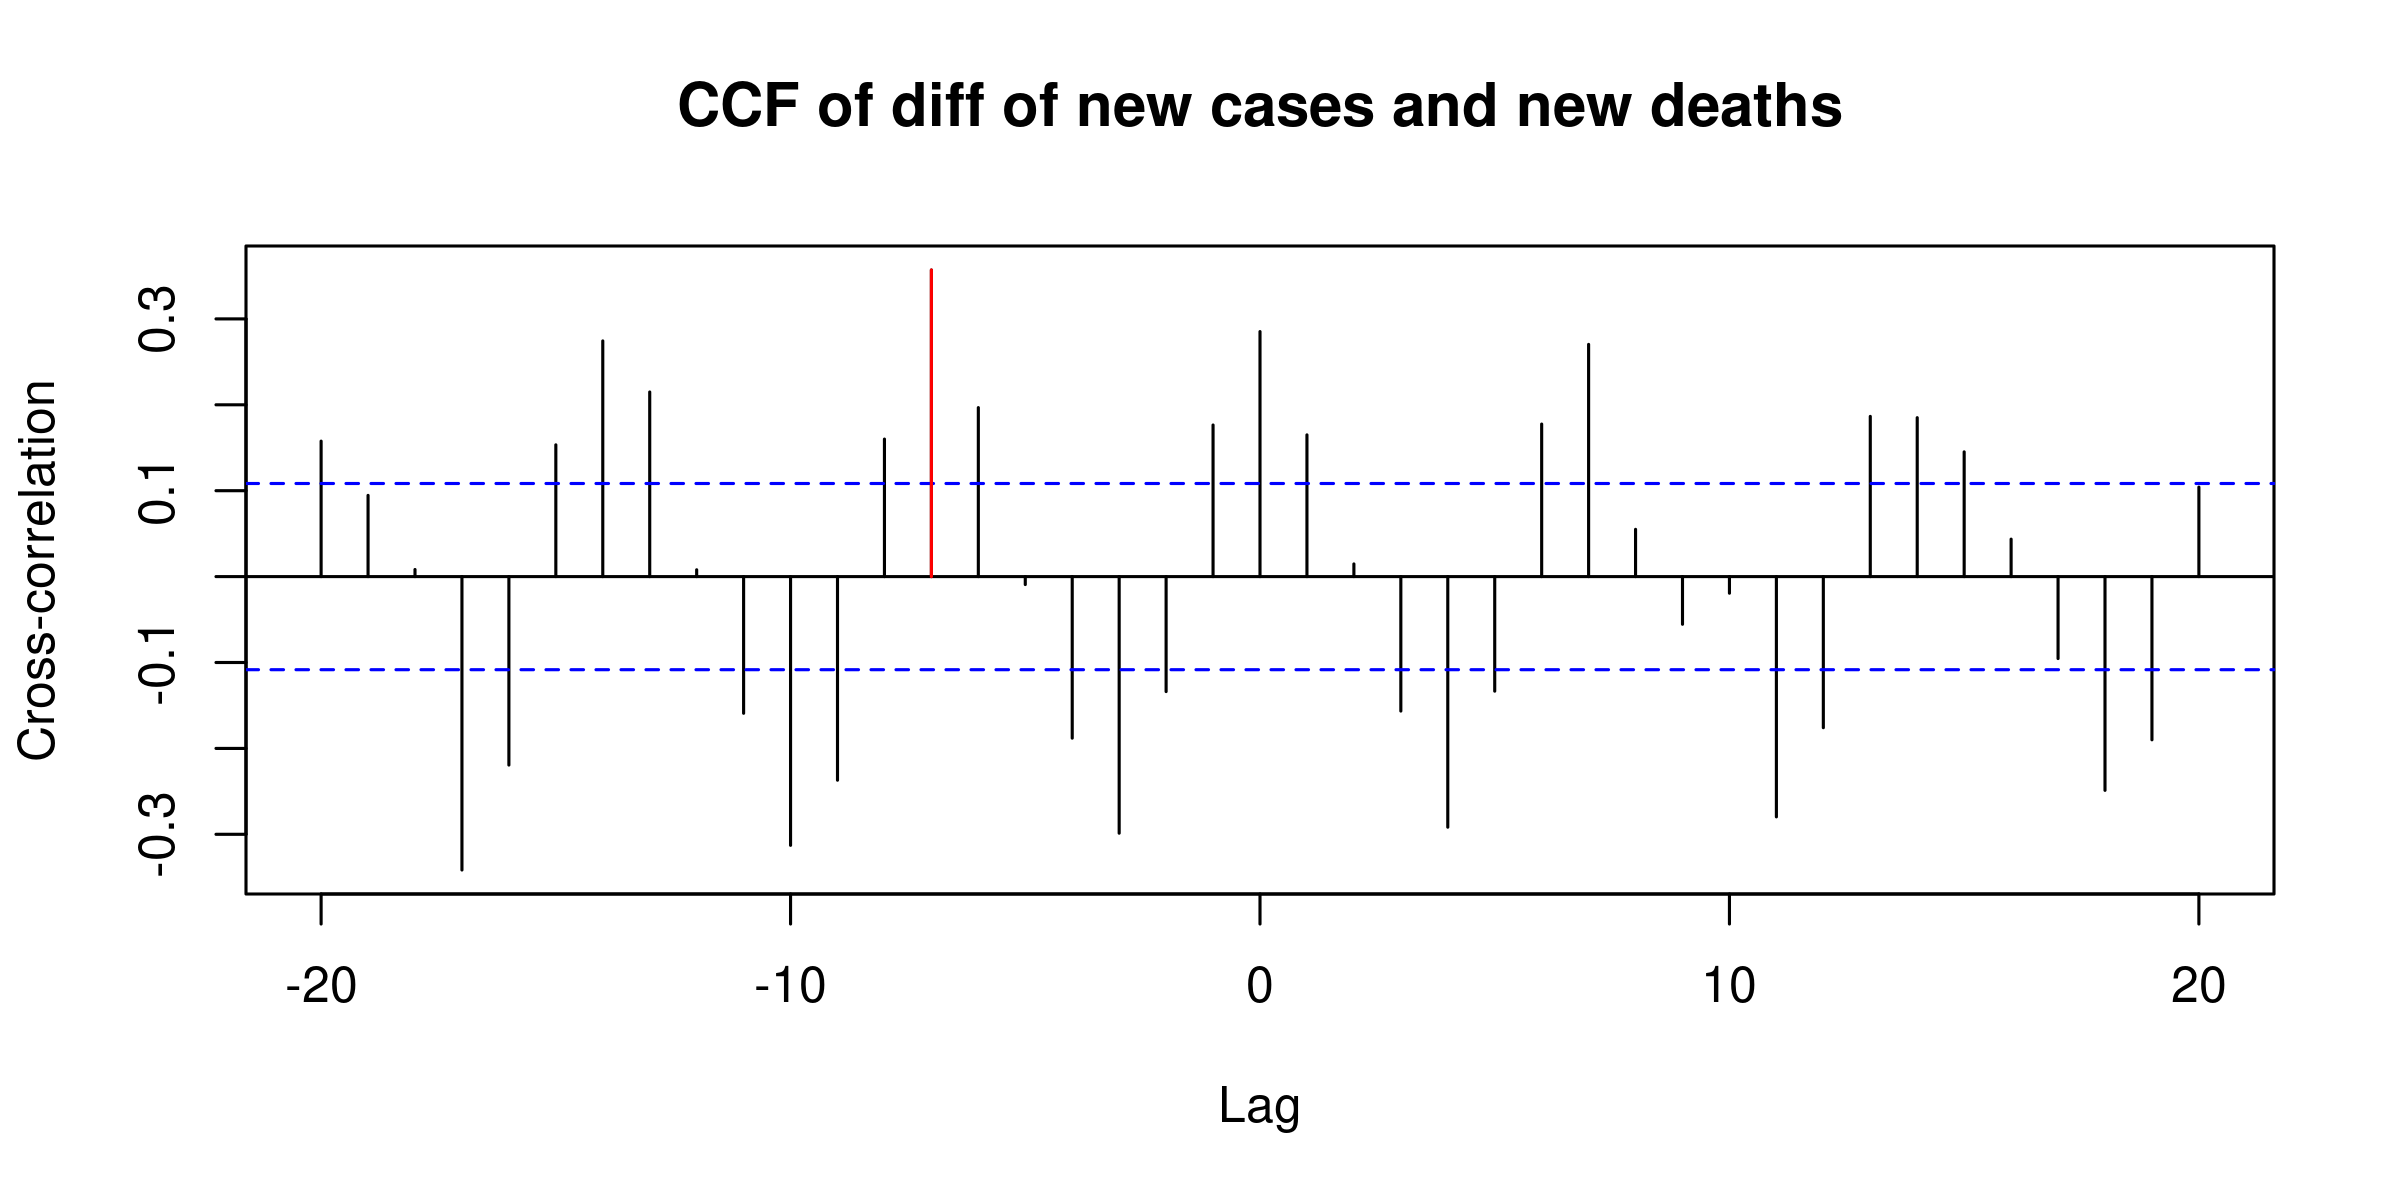 CCF of diff of new cases and new deaths
Cross-correlation
0.3
0.1
-0.1
-0.3
-20 -10 0 10 20
Lag